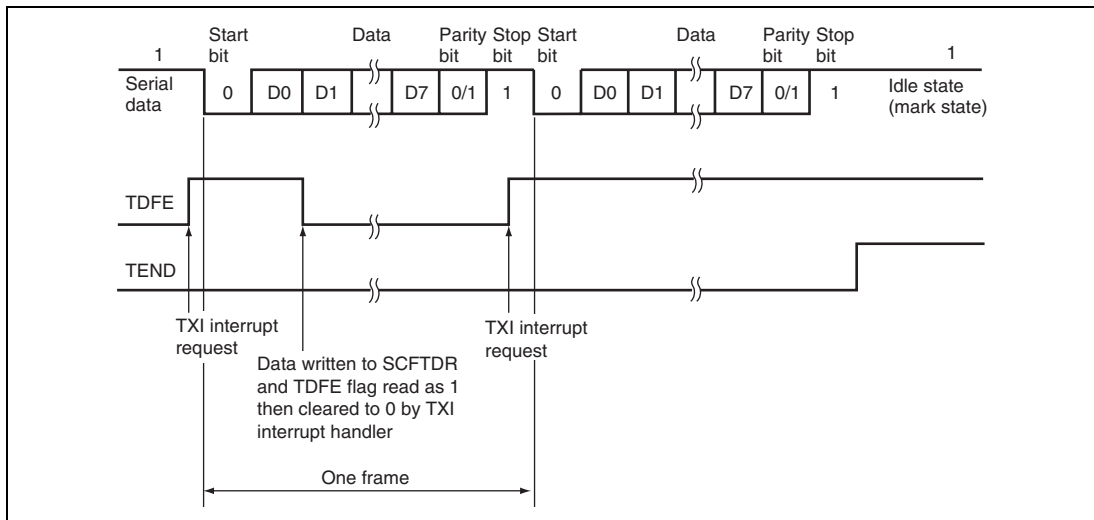 Start Data Parity Stop Start Data Parity Stop
1 bit bit bit bit bit bit 1
Serial data 0 D0 D1 D7 0/1 1 0 D0 D1 D7 0/1 1 Idle state (mark state)
TDFE
TEND
TXI interrupt
request
Data written to SCFTDR
and TDFE flag read as 1
then cleared to 0 by TXI
interrupt handler
TXI interrupt
request
One frame